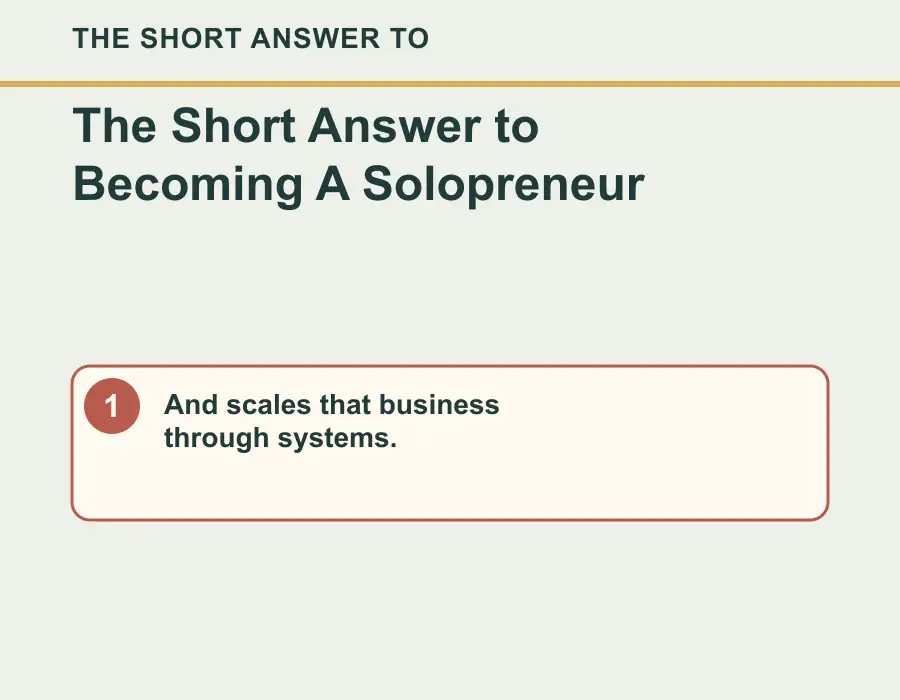 THE SHORT ANSWER TO
The Short Answer to
Becoming A Solopreneur
1
And scales that business
through systems.